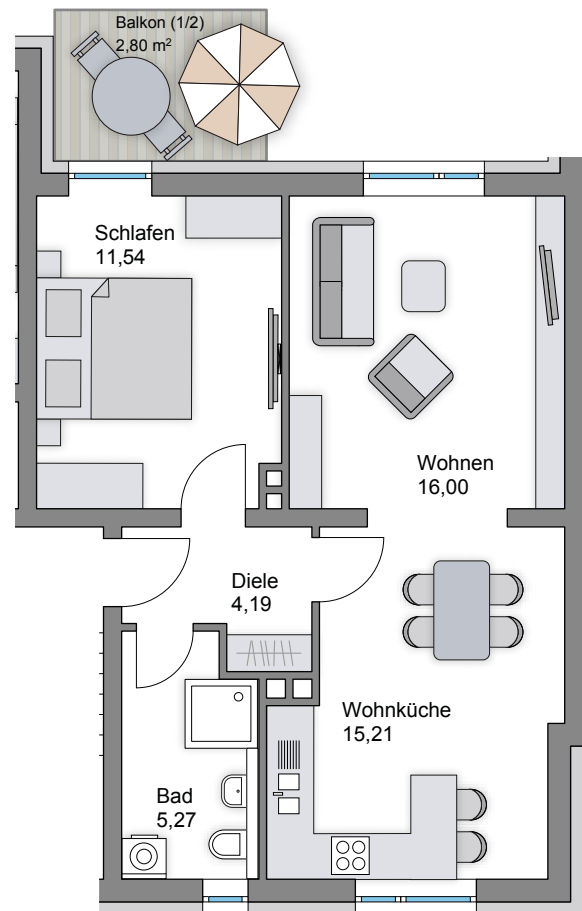 Balkon (1/2)
2,80 m²
Schlafen
11,54
Wohnen
16,00
Diele
4,19
Wohnküche
15,21
Bad
5,27